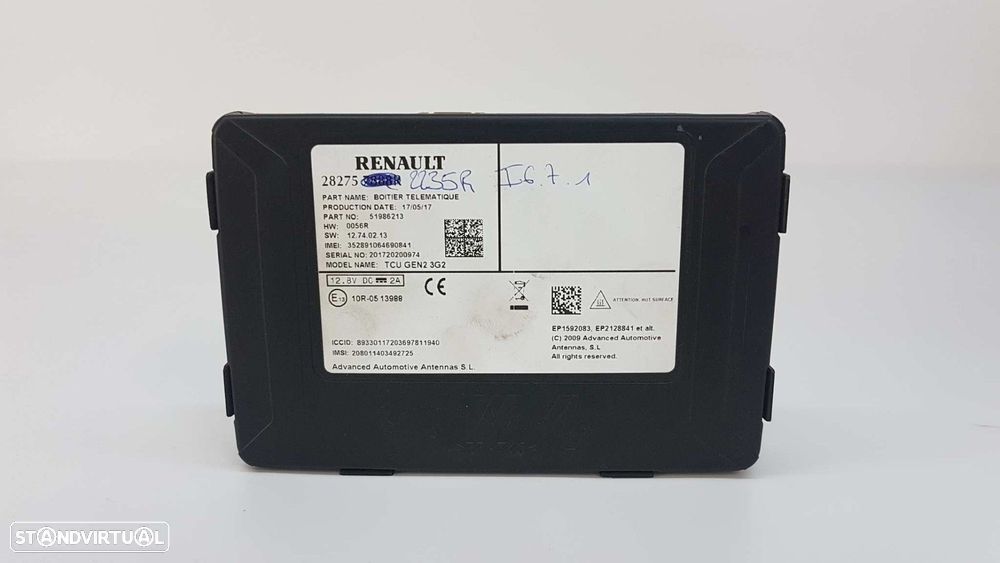 RENAULT
28275 2235R I6.7.1
PART NAME: BOITIER TELEMATIQUE
PRODUCTION DATE: 17/05/17
PART NO: 51986213
HW: 0056R
SW: 12.74.02.13
IMEI: 352891064690841
SERIAL NO: 201720200974
MODEL NAME: TCU GEN2 3G2
12.8V DC 2A
CE
E13 10R-05 13988
ATTENTION, HOT SURFACE
EP1592083, EP2128841 et alt.
(C) 2009 Advanced Automotive
Antennas, S.L
All rights reserved.
ICCID: 89330117203697811940
IMSI: 208011403492725
Advanced Automotive Antennas S.L.
STANDVIRTUAL